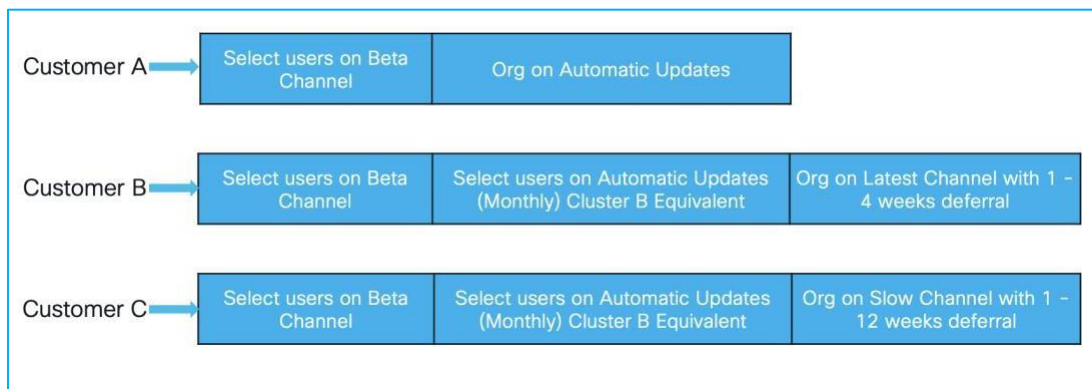 Customer A
Select users on Beta
Channel
Org on Automatic Updates
Customer B
Select users on Beta
Channel
Select users on Automatic Updates
(Monthly) Cluster B Equivalent
Org on Latest Channel with 1 –
4 weeks deferral
Customer C
Select users on Beta
Channel
Select users on Automatic Updates
(Monthly) Cluster B Equivalent
Org on Slow Channel with 1 –
12 weeks deferral